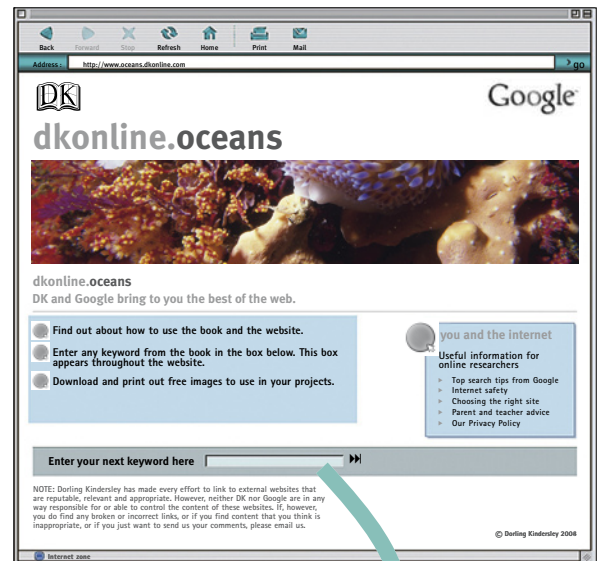 Back Forward Stop Refresh Home Print Mail
Address : http://www.oceans.dkonline.com go
DK Google
dkonline.oceans
dkonline.oceans
DK and Google bring to you the best of the web.
Find out about how to use the book and the website.
Enter any keyword from the book in the box below. This box
appears throughout the website.
Download and print out free images to use in your projects.
you and the internet
Useful information for
online researchers
Top search tips from Google
Internet safety
Choosing the right site
Parent and teacher advice
Our Privacy Policy
Enter your next keyword here
NOTE: Dorling Kindersley has made every effort to link to external websites that
are reputable, relevant and appropriate. However, neither DK nor Google are in any
way responsible for or able to control the content of these websites. If, however,
you do find any broken or incorrect links, or if you find content that you think is
inappropriate, or if you just want to send us your comments, please email us.
© Dorling Kindersley 2008
Internet zone